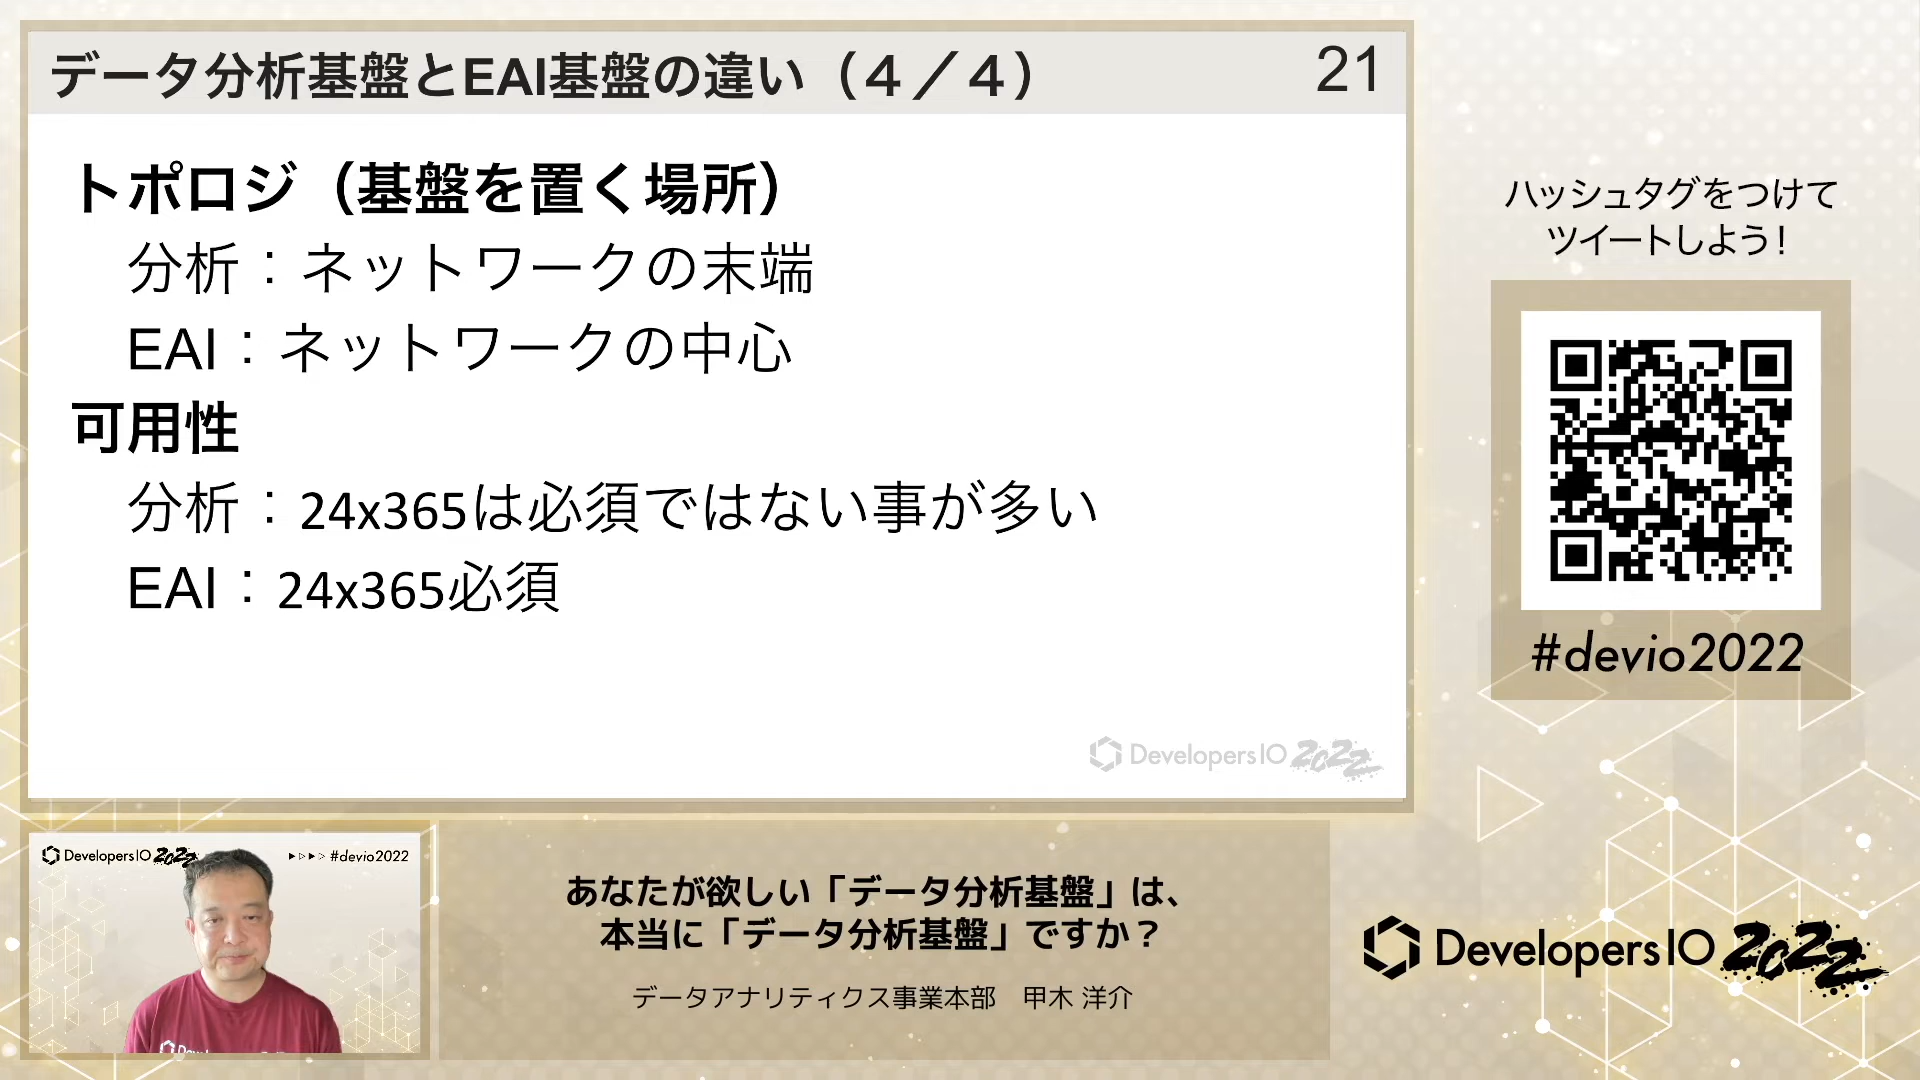 データ分析基盤とEAI基盤の違い（４／４）
21
トポロジ（基盤を置く場所）
分析：ネットワークの末端
EAI：ネットワークの中心
可用性
分析：24x365は必須ではない事が多い
EAI：24x365必須
DevelopersIO 2022
ハッシュタグをつけて
ツイートしよう！
#devio2022
DevelopersIO 2022
#devio2022
あなたが欲しい「データ分析基盤」は、
本当に「データ分析基盤」ですか？
データアナリティクス事業本部　甲木 洋介
DevelopersIO 2022